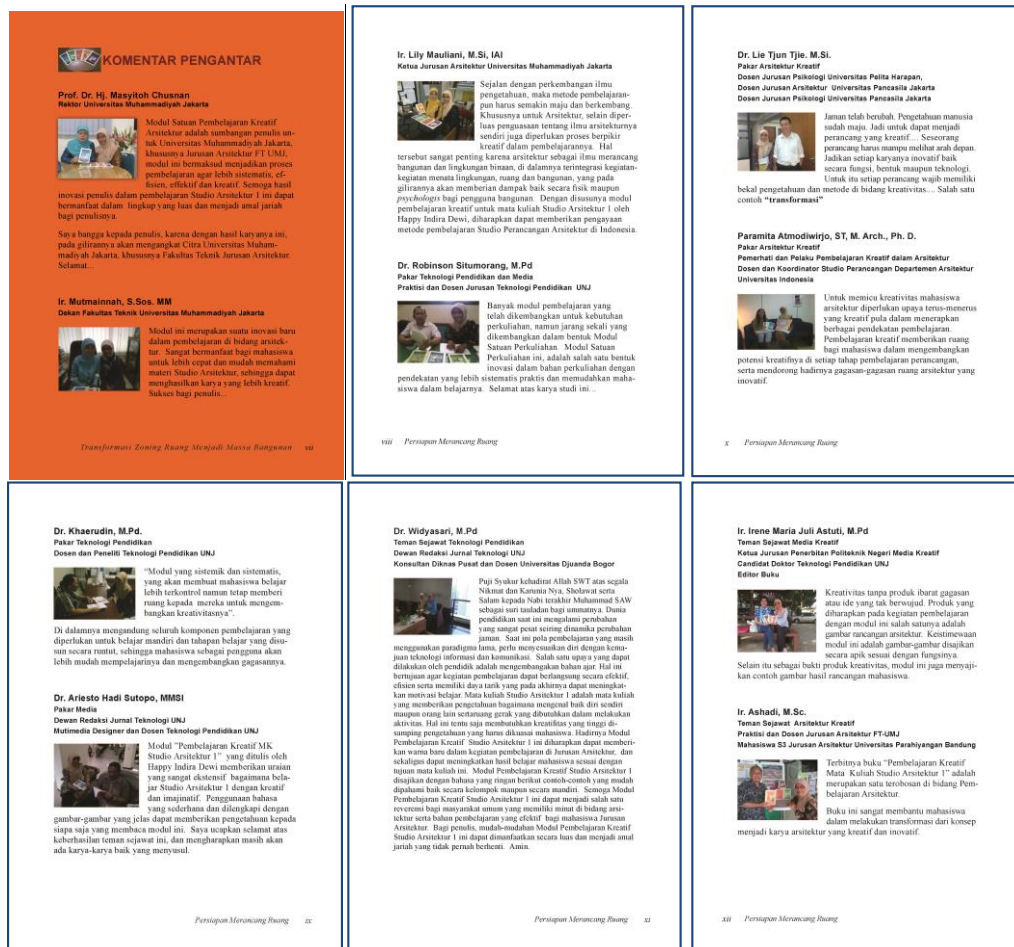 KOMENTAR PENGANTAR
Prof. Dr. Hj. Masyitoh Chusnan
Rektor Universitas Muhammadiyah Jakarta
Modul Satuan Pembelajaran Kreatif
Arsitektur adalah sumbangan penulis un-
tuk Universitas Muhammadiyah Jakarta,
khususnya Jurusan Arsitektur FT UMJ,
modul ini bermaksud menjadikan proses
pembelajaran agar lebih sistematis, ef-
fisien, effektif dan kreatif. Semoga hasil
inovasi penulis dalam pembelajaran Studio Arsitektur 1 ini dapat
bermanfaat dalam lingkup yang luas dan menjadi amal jariah
bagi penulisnya.
Saya bangga kepada penulis, karena dengan hasil karyanya ini,
pada gilirannya akan mengangkat Citra Universitas Muham-
madiyah Jakarta, khususnya Fakultas Teknik Jurusan Arsitektur.
Selamat...
Ir. Mutmainnah, S.Sos. MM
Dekan Fakultas Teknik Universitas Muhammadiyah Jakarta
Modul ini merupakan suatu inovasi baru
dalam pembelajaran di bidang arsitek-
tur. Sangat bermanfaat bagi mahasiswa
untuk lebih cepat dan mudah memahami
materi Studio Arsitektur, sehingga dapat
menghasilkan karya yang lebih kreatif.
Sukses bagi penulis...
Transformasi Zoning Ruang Menjadi Massa Bangunan vii
Ir. Lily Mauliani, M.Si, IAI
Ketua Jurusan Arsitektur Universitas Muhammadiyah Jakarta
Sejalan dengan perkembangan ilmu
pengetahuan, maka metode pembelajaran-
pun harus semakin maju dan berkembang.
Khususnya untuk Arsitektur, selain diper-
luas penguasaan tentang ilmu arsitekturnya
sendiri juga diperlukan proses berpikir
kreatif dalam pembelajarannya. Hal
tersebut sangat penting karena arsitektur sebagai ilmu merancang
bangunan dan lingkungan binaan, di dalamnya terintegrasi kegiatan-
kegiatan menata lingkungan, ruang dan bangunan, yang pada
gilirannya akan memberian dampak baik secara fisik maupun
psychologis bagi pengguna bangunan. Dengan disusunnya modul
pembelajaran kreatif untuk mata kuliah Studio Arsitektur 1 oleh
Happy Indira Dewi, diharapkan dapat memberikan pengayaan
metode pembelajaran Studio Perancangan Arsitektur di Indonesia.
Dr. Robinson Situmorang, M.Pd
Pakar Teknologi Pendidikan dan Media
Praktisi dan Dosen Jurusan Teknologi Pendidikan UNJ
Banyak modul pembelajaran yang
telah dikembangkan untuk kebutuhan
perkuliahan, namun jarang sekali yang
dikembangkan dalam bentuk Modul
Satuan Perkuliahan. Modul Satuan
Perkuliahan ini, adalah salah satu bentuk
inovasi dalam bahan perkuliahan dengan
pendekatan yang lebih sistematis praktis dan memudahkan maha-
siswa dalam belajarnya. Selamat atas karya studi ini...
viii Persiapan Merancang Ruang
Dr. Lie Tjun Tjie. M.Si.
Pakar Arsitektur Kreatif
Dosen Jurusan Psikologi Universitas Pelita Harapan,
Dosen Jurusan Arsitektur Universitas Pancasila Jakarta
Dosen Jurusan Psikologi Universitas Pancasila Jakarta
Jaman telah berubah. Pengetahuan manusia
sudah maju. Jadi untuk dapat menjadi
perancang yang kreatif.... Seseorang
perancang harus mampu melihat arah depan.
Jadikan setiap karyanya inovatif baik
secara fungsi, bentuk maupun teknologi.
Untuk itu setiap perancang wajib memiliki
bekal pengetahuan dan metode di bidang kreativitas.... Salah satu
contoh “transformasi”
Paramita Atmodiwirjo, ST, M. Arch., Ph. D.
Pakar Arsitektur Kreatif
Pemerhati dan Pelaku Pembelajaran Kreatif dalam Arsitektur
Dosen dan Koordinator Studio Perancangan Departemen Arsitektur
Universitas Indonesia
Untuk memicu kreativitas mahasiswa
arsitektur diperlukan upaya terus-menerus
yang kreatif pula dalam menerapkan
berbagai pendekatan pembelajaran.
Pembelajaran kreatif memberikan ruang
bagi mahasiswa dalam mengembangkan
potensi kreatifnya di setiap tahap pembelajaran perancangan,
serta mendorong hadirnya gagasan-gagasan ruang arsitektur yang
inovatif.
x Persiapan Merancang Ruang
Dr. Khaerudin, M.Pd.
Pakar Teknologi Pendidikan
Dosen dan Peneliti Teknologi Pendidikan UNJ
“Modul yang sistemik dan sistematis,
yang akan membuat mahasiswa belajar
lebih terkontrol namun tetap memberi
ruang kepada mereka untuk mengem-
bangkan kreativitasnya”.
Di dalamnya mengandung seluruh komponen pembelajaran yang
diperlukan untuk belajar mandiri dan tahapan belajar yang disu-
sun secara runtut, sehingga mahasiswa sebagai pengguna akan
lebih mudah mempelajarinya dan mengembangkan gagasannya.
Dr. Ariesto Hadi Sutopo, MMSI
Pakar Media
Dewan Redaksi Jurnal Teknologi UNJ
Mutimedia Designer dan Dosen Teknologi Pendidikan UNJ
Modul "Pembelajaran Kreatif MK
Studio Arsitektur 1" yang ditulis oleh
Happy Indira Dewi memberikan uraian
yang sangat ekstensif bagaimana bela-
jar Studio Arsitektur 1 dengan kreatif
dan imajinatif. Penggunaan bahasa
yang sederhana dan dilengkapi dengan
gambar-gambar yang jelas dapat memberikan pengetahuan kepada
siapa saja yang membaca modul ini. Saya ucapkan selamat atas
keberhasilan teman sejawat ini, dan mengharapkan masih akan
ada karya-karya baik yang menyusul.
Persiapan Merancang Ruang ix
Dr. Widyasari, M.Pd
Teman Sejawat Teknologi Pendidikan
Dewan Redaksi Jurnal Teknologi UNJ
Konsultan Diknas Pusat dan Dosen Universitas Djuanda Bogor
Puji Syukur kehadirat Allah SWT atas segala
Nikmat dan Karunia Nya, Sholawat serta
Salam kepada Nabi terakhir Muhammad SAW
sebagai suri tauladan bagi ummatnya. Dunia
pendidikan saat ini mengalami perubahan
yang sangat pesat seiring dinamika perubahan
jaman. Saat ini pola pembelajaran yang masih
menggunakan paradigma lama, perlu menyesuaikan diri dengan kema-
juan teknologi informasi dan komunikasi. Salah satu upaya yang dapat
dilakukan oleh pendidik adalah mengembagakan bahan ajar. Hal ini
bertujuan agar kegiatan pembelajaran dapat berlangsung secara efektif,
efisien serta memiliki daya tarik yang pada akhirnya dapat meningkat-
kan motivasi belajar. Mata kuliah Studio Arsitektur 1 adalah mata kuliah
yang memberikan pengetahuan bagaimana mengenal baik diri sendiri
maupun orang lain sertaruang gerak yang dibutuhkan dalam melakukan
aktivitas. Hal ini tentu saja membutuhkan kreatifitas yang tinggi di-
samping pengetahuan yang harus dikuasai mahasiswa. Hadirnya Modul
Pembelajaran Kreatif Studio Arsitektur 1 ini diharapkan dapat memberi-
kan warna baru dalam kegiatan pembelajaran di Jurusan Arsitektur, dan
sekaligus dapat meningkatkan hasil belajar mahasiswa sesuai dengan
tujuan mata kuliah ini. Modul Pembelajaran Kreatif Studio Arsitektur 1
disajikan dengan bahasa yang ringan berikut contoh-contoh yang mudah
dipahami baik secara kelompok maupun secara mandiri. Semoga Modul
Pembelajaran Kreatif Studio Arsitektur 1 ini dapat menjadi salah satu
reverensi bagi masyarakat umum yang memiliki minat di bidang arsi-
tektur serta bahan pembelajaran yang efektif bagi mahasiswa Jurusan
Arsitektur. Bagi penulis, mudah-mudahan Modul Pembelajaran Kreatif
Studio Arsitektur 1 ini dapat dimanfaatkan secara luas dan menjadi amal
jariah yang tidak pernah berhenti. Amin.
Persiapan Merancang Ruang xi
Ir. Irene Maria Juli Astuti, M.Pd
Teman Sejawat Media Kreatif
Ketua Jurusan Penerbitan Politeknik Negeri Media Kreatif
Candidat Doktor Teknologi Pendidikan UNJ
Editor Buku
Kreativitas tanpa produk ibarat gagasan
atau ide yang tak berwujud. Produk yang
diharapkan pada kegiatan pembelajaran
dengan modul ini salah satunya adalah
gambar rancangan arsitektur. Keistimewaan
modul ini adalah gambar-gambar disajikan
secara apik sesuai dengan fungsinya.
Selain itu sebagai bukti produk kreativitas, modul ini juga menyaji-
kan contoh gambar hasil rancangan mahasiswa.
Ir. Ashadi, M.Sc.
Teman Sejawat Arsitektur Kreatif
Praktisi dan Dosen Jurusan Arsitektur FT-UMJ
Mahasiswa S3 Jurusan Arsitektur Universitas Parahiyangan Bandung
Terbitnya buku “Pembelajaran Kreatif
Mata Kuliah Studio Arsitektur 1” adalah
merupakan satu terobosan di bidang Pem-
belajaran Arsitektur.
Buku ini sangat membantu mahasiswa
dalam melakukan transformasi dari konsep
menjadi karya arsitektur yang kreatif dan inovatif.
xii Persiapan Merancang Ruang